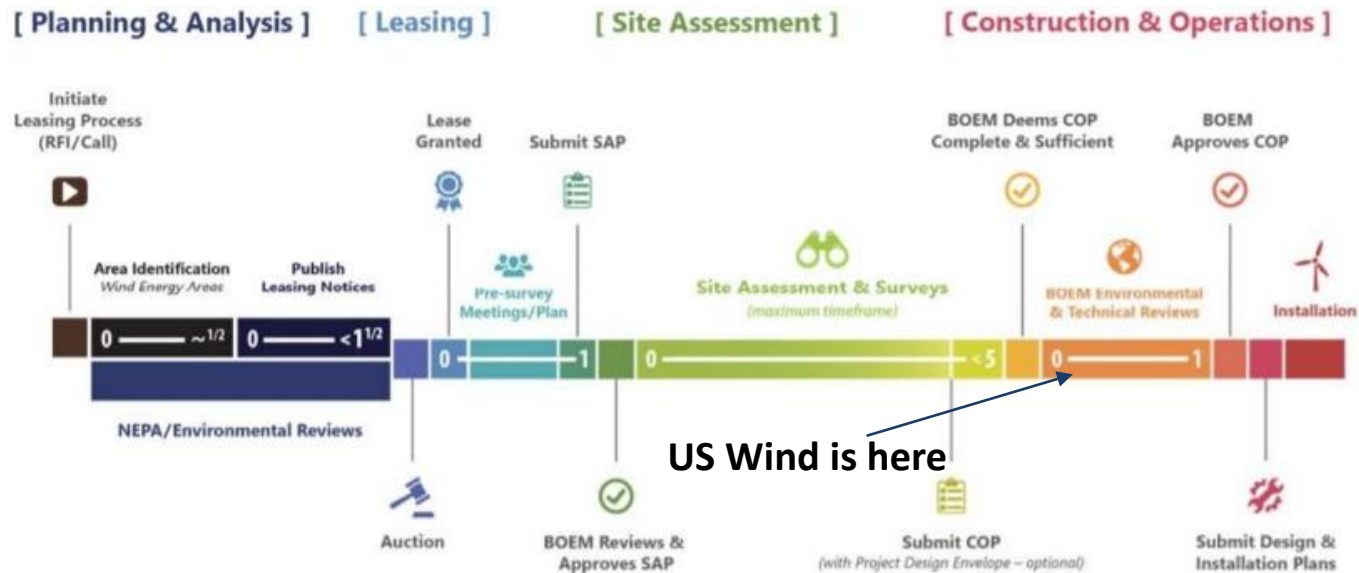 [ Planning & Analysis ]
[ Leasing ]
[ Site Assessment ]
[ Construction & Operations ]
Initiate
Leasing Process
(RFI/Call)
Lease
Granted
Submit SAP
BOEM Deems COP
Complete & Sufficient
BOEM
Approves COP
Area Identification
Wind Energy Areas
Publish
Leasing Notices
Pre-survey
Meetings/Plan
Site Assessment & Surveys
(maximum timeframe)
BOEM Environmental
& Technical Reviews
Installation
0 ~1/2
0 <1 1/2
0 1
0 <5
0 1
NEPA/Environmental Reviews
US Wind is here
Auction
BOEM Reviews &
Approves SAP
Submit COP
(with Project Design Envelope – optional)
Submit Design &
Installation Plans